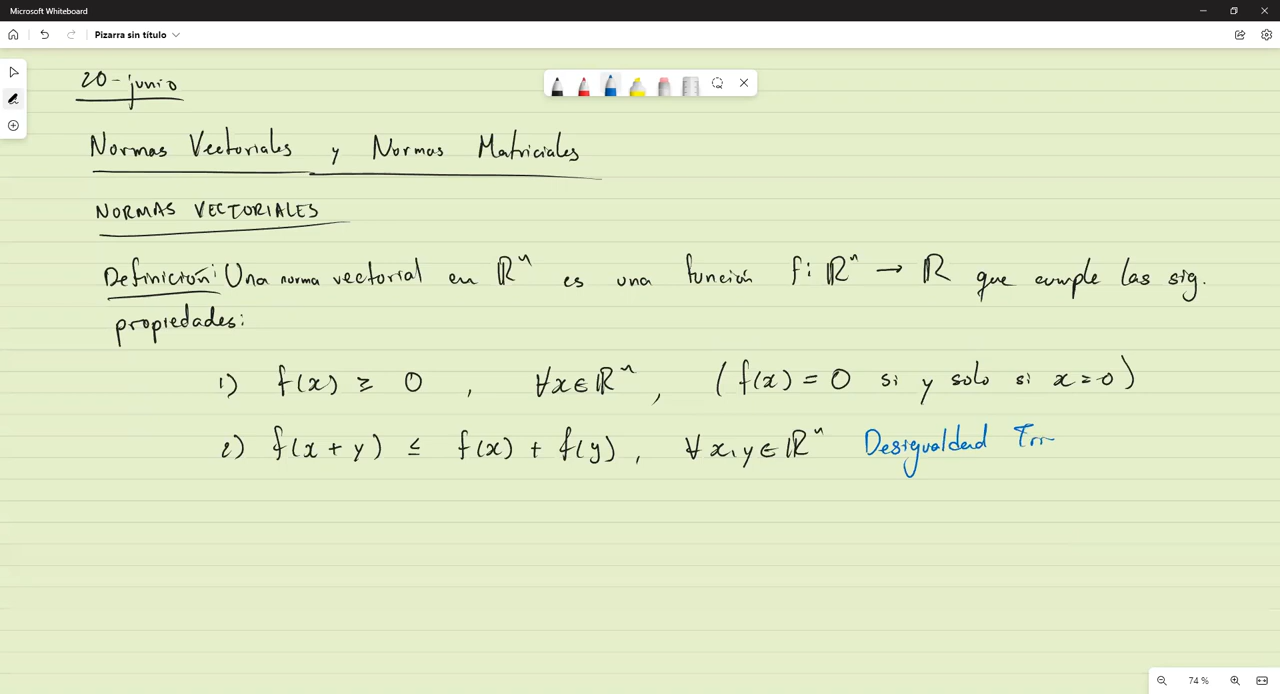 Microsoft Whiteboard
Pizarra sin título
20-junio
Normas Vectoriales y Normas Matriciales
NORMAS VECTORIALES
Definición: Una norma vectorial en ℝⁿ es una función f: ℝⁿ → ℝ que cumple las sig.
propiedades:
1) f(x) ≥ 0 , ∀x∈ℝⁿ, (f(x) = 0 si y solo si x=0)
2) f(x + y) ≤ f(x) + f(y), ∀x,y∈ℝⁿ Desigualdad Trr
74 %